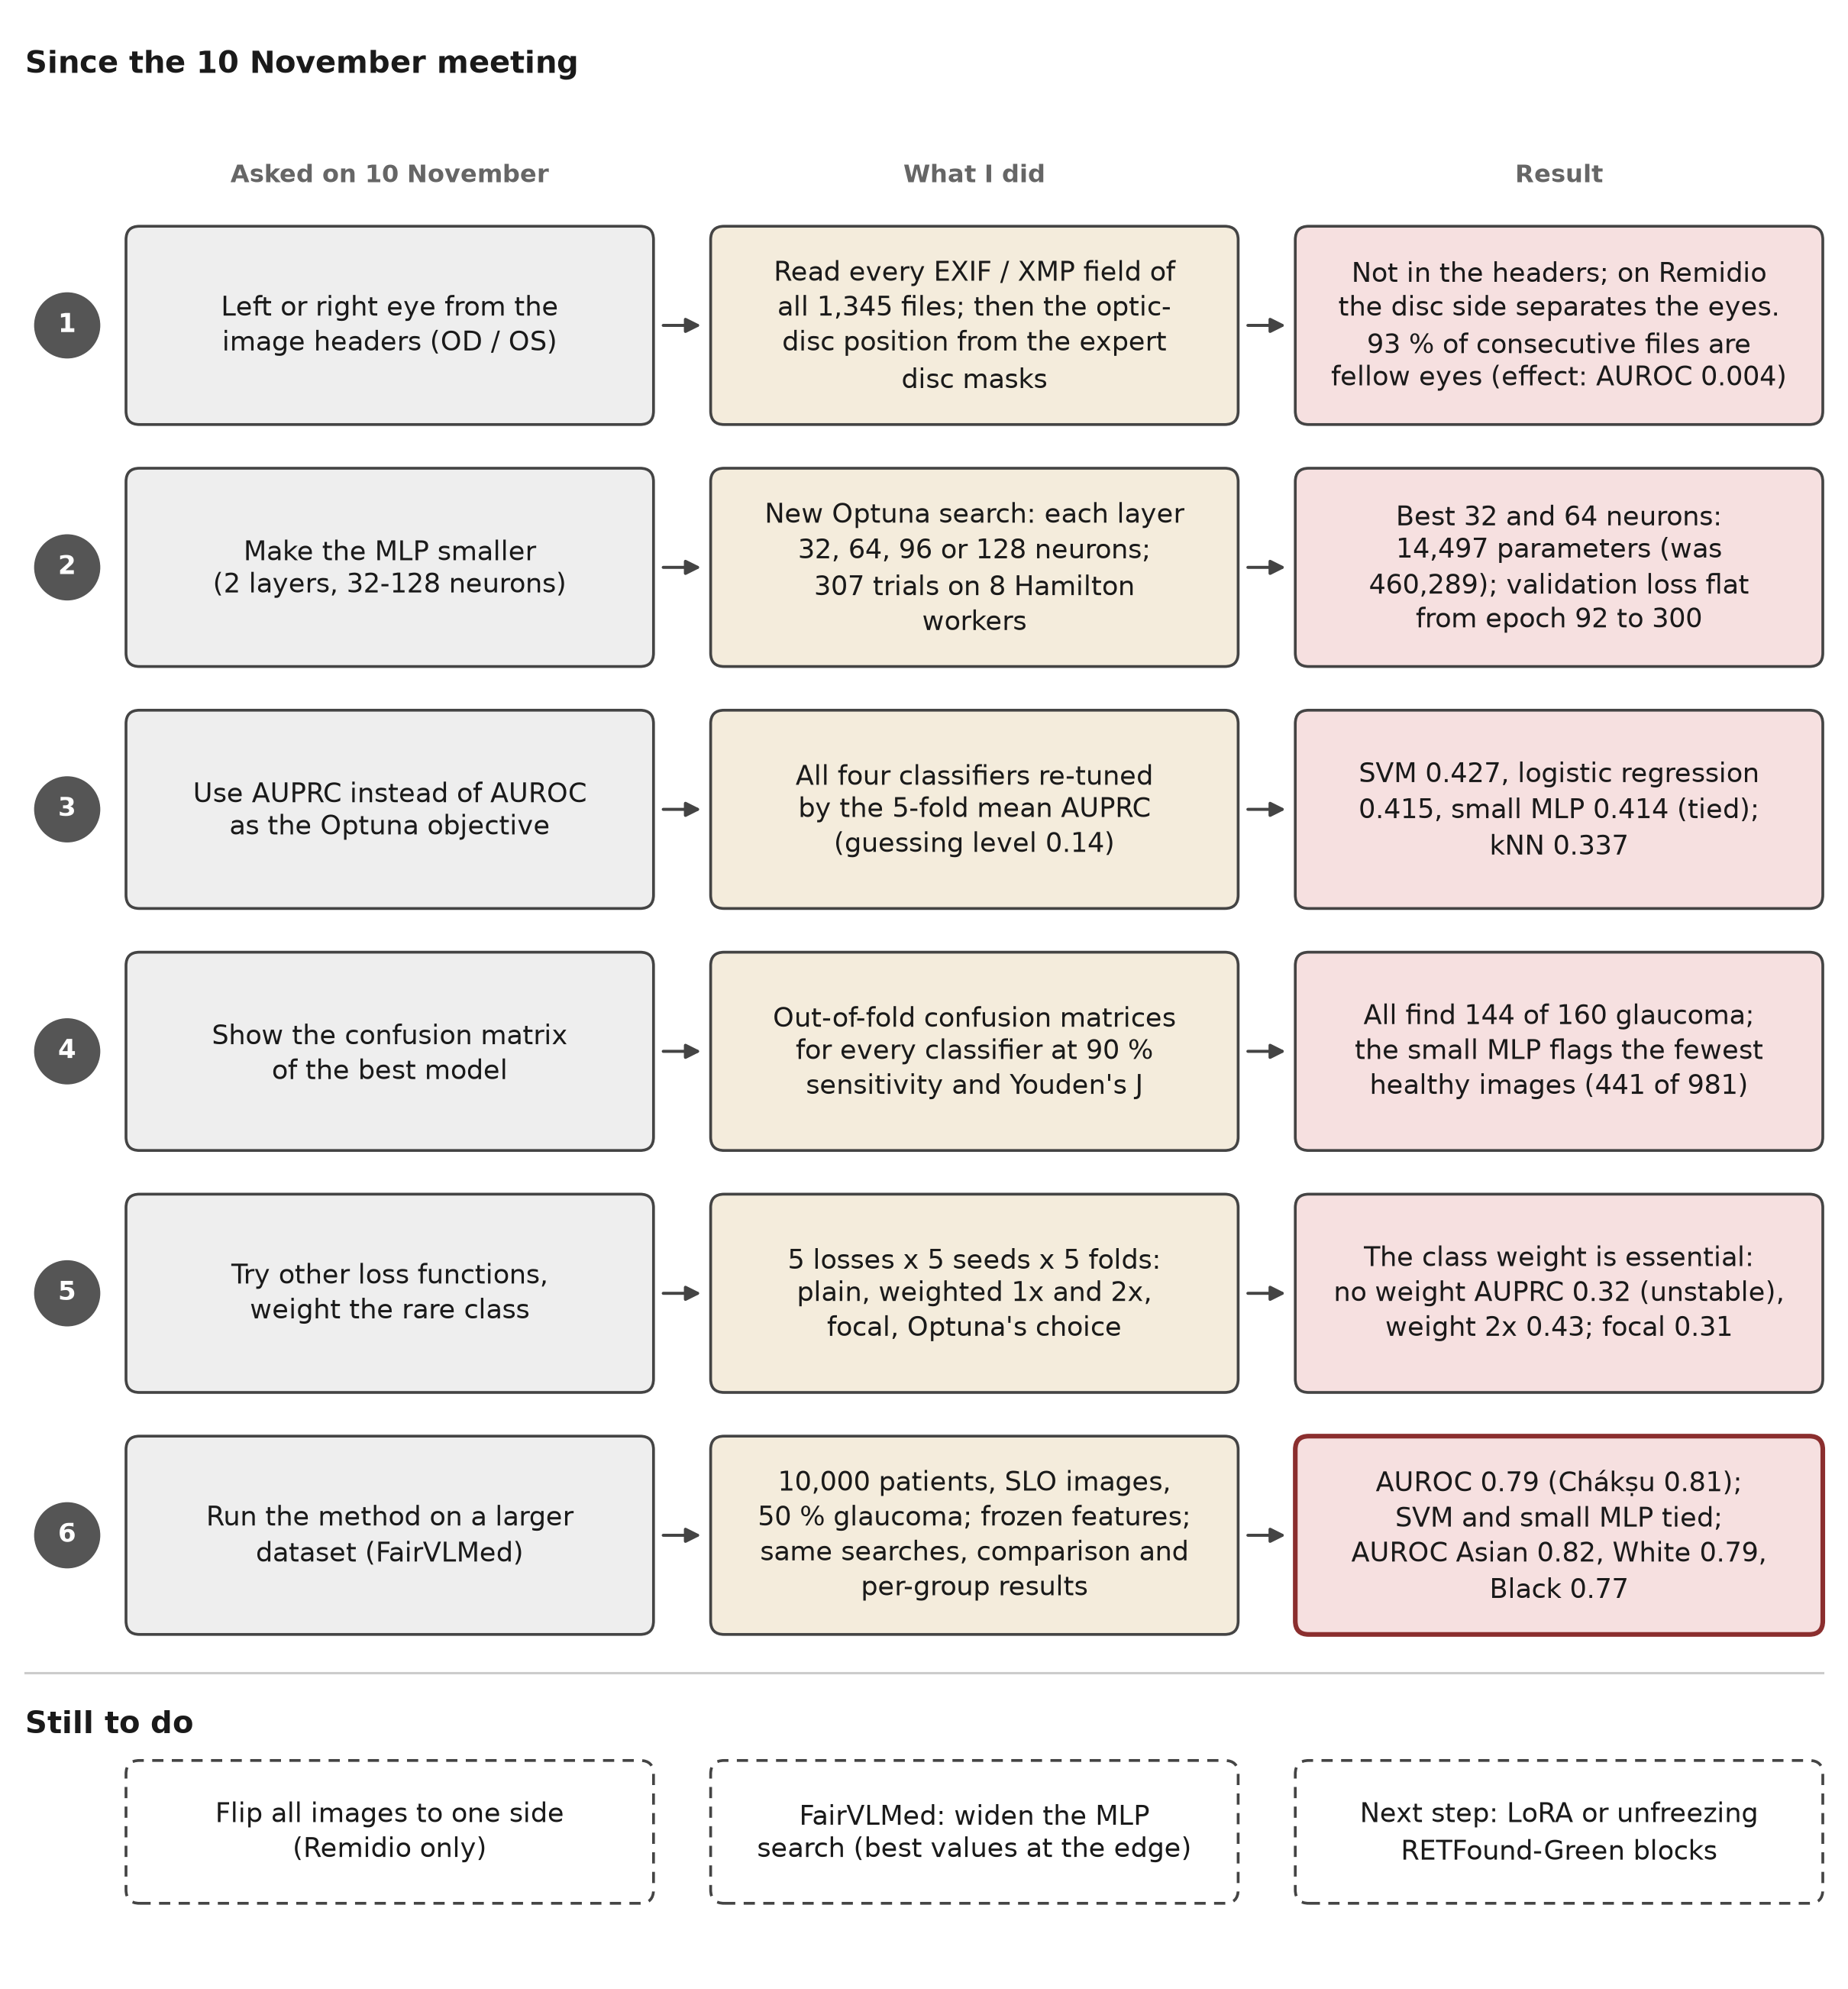 Since the 10 November meeting
Asked on 10 November
What I did
Result
1
Left or right eye from the
image headers (OD / OS)
Read every EXIF / XMP field of
all 1,345 files; then the optic-
disc position from the expert
disc masks
Not in the headers; on Remidio
the disc side separates the eyes.
93 % of consecutive files are
fellow eyes (effect: AUROC 0.004)
2
Make the MLP smaller
(2 layers, 32-128 neurons)
New Optuna search: each layer
32, 64, 96 or 128 neurons;
307 trials on 8 Hamilton
workers
Best 32 and 64 neurons:
14,497 parameters (was
460,289); validation loss flat
from epoch 92 to 300
3
Use AUPRC instead of AUROC
as the Optuna objective
All four classifiers re-tuned
by the 5-fold mean AUPRC
(guessing level 0.14)
SVM 0.427, logistic regression
0.415, small MLP 0.414 (tied);
kNN 0.337
4
Show the confusion matrix
of the best model
Out-of-fold confusion matrices
for every classifier at 90 %
sensitivity and Youden's J
All find 144 of 160 glaucoma;
the small MLP flags the fewest
healthy images (441 of 981)
5
Try other loss functions,
weight the rare class
5 losses x 5 seeds x 5 folds:
plain, weighted 1x and 2x,
focal, Optuna's choice
The class weight is essential:
no weight AUPRC 0.32 (unstable),
weight 2x 0.43; focal 0.31
6
Run the method on a larger
dataset (FairVLMed)
10,000 patients, SLO images,
50 % glaucoma; frozen features;
same searches, comparison and
per-group results
AUROC 0.79 (Chákṣu 0.81);
SVM and small MLP tied;
AUROC Asian 0.82, White 0.79,
Black 0.77
Still to do
Flip all images to one side
(Remidio only)
FairVLMed: widen the MLP
search (best values at the edge)
Next step: LoRA or unfreezing
RETFound-Green blocks